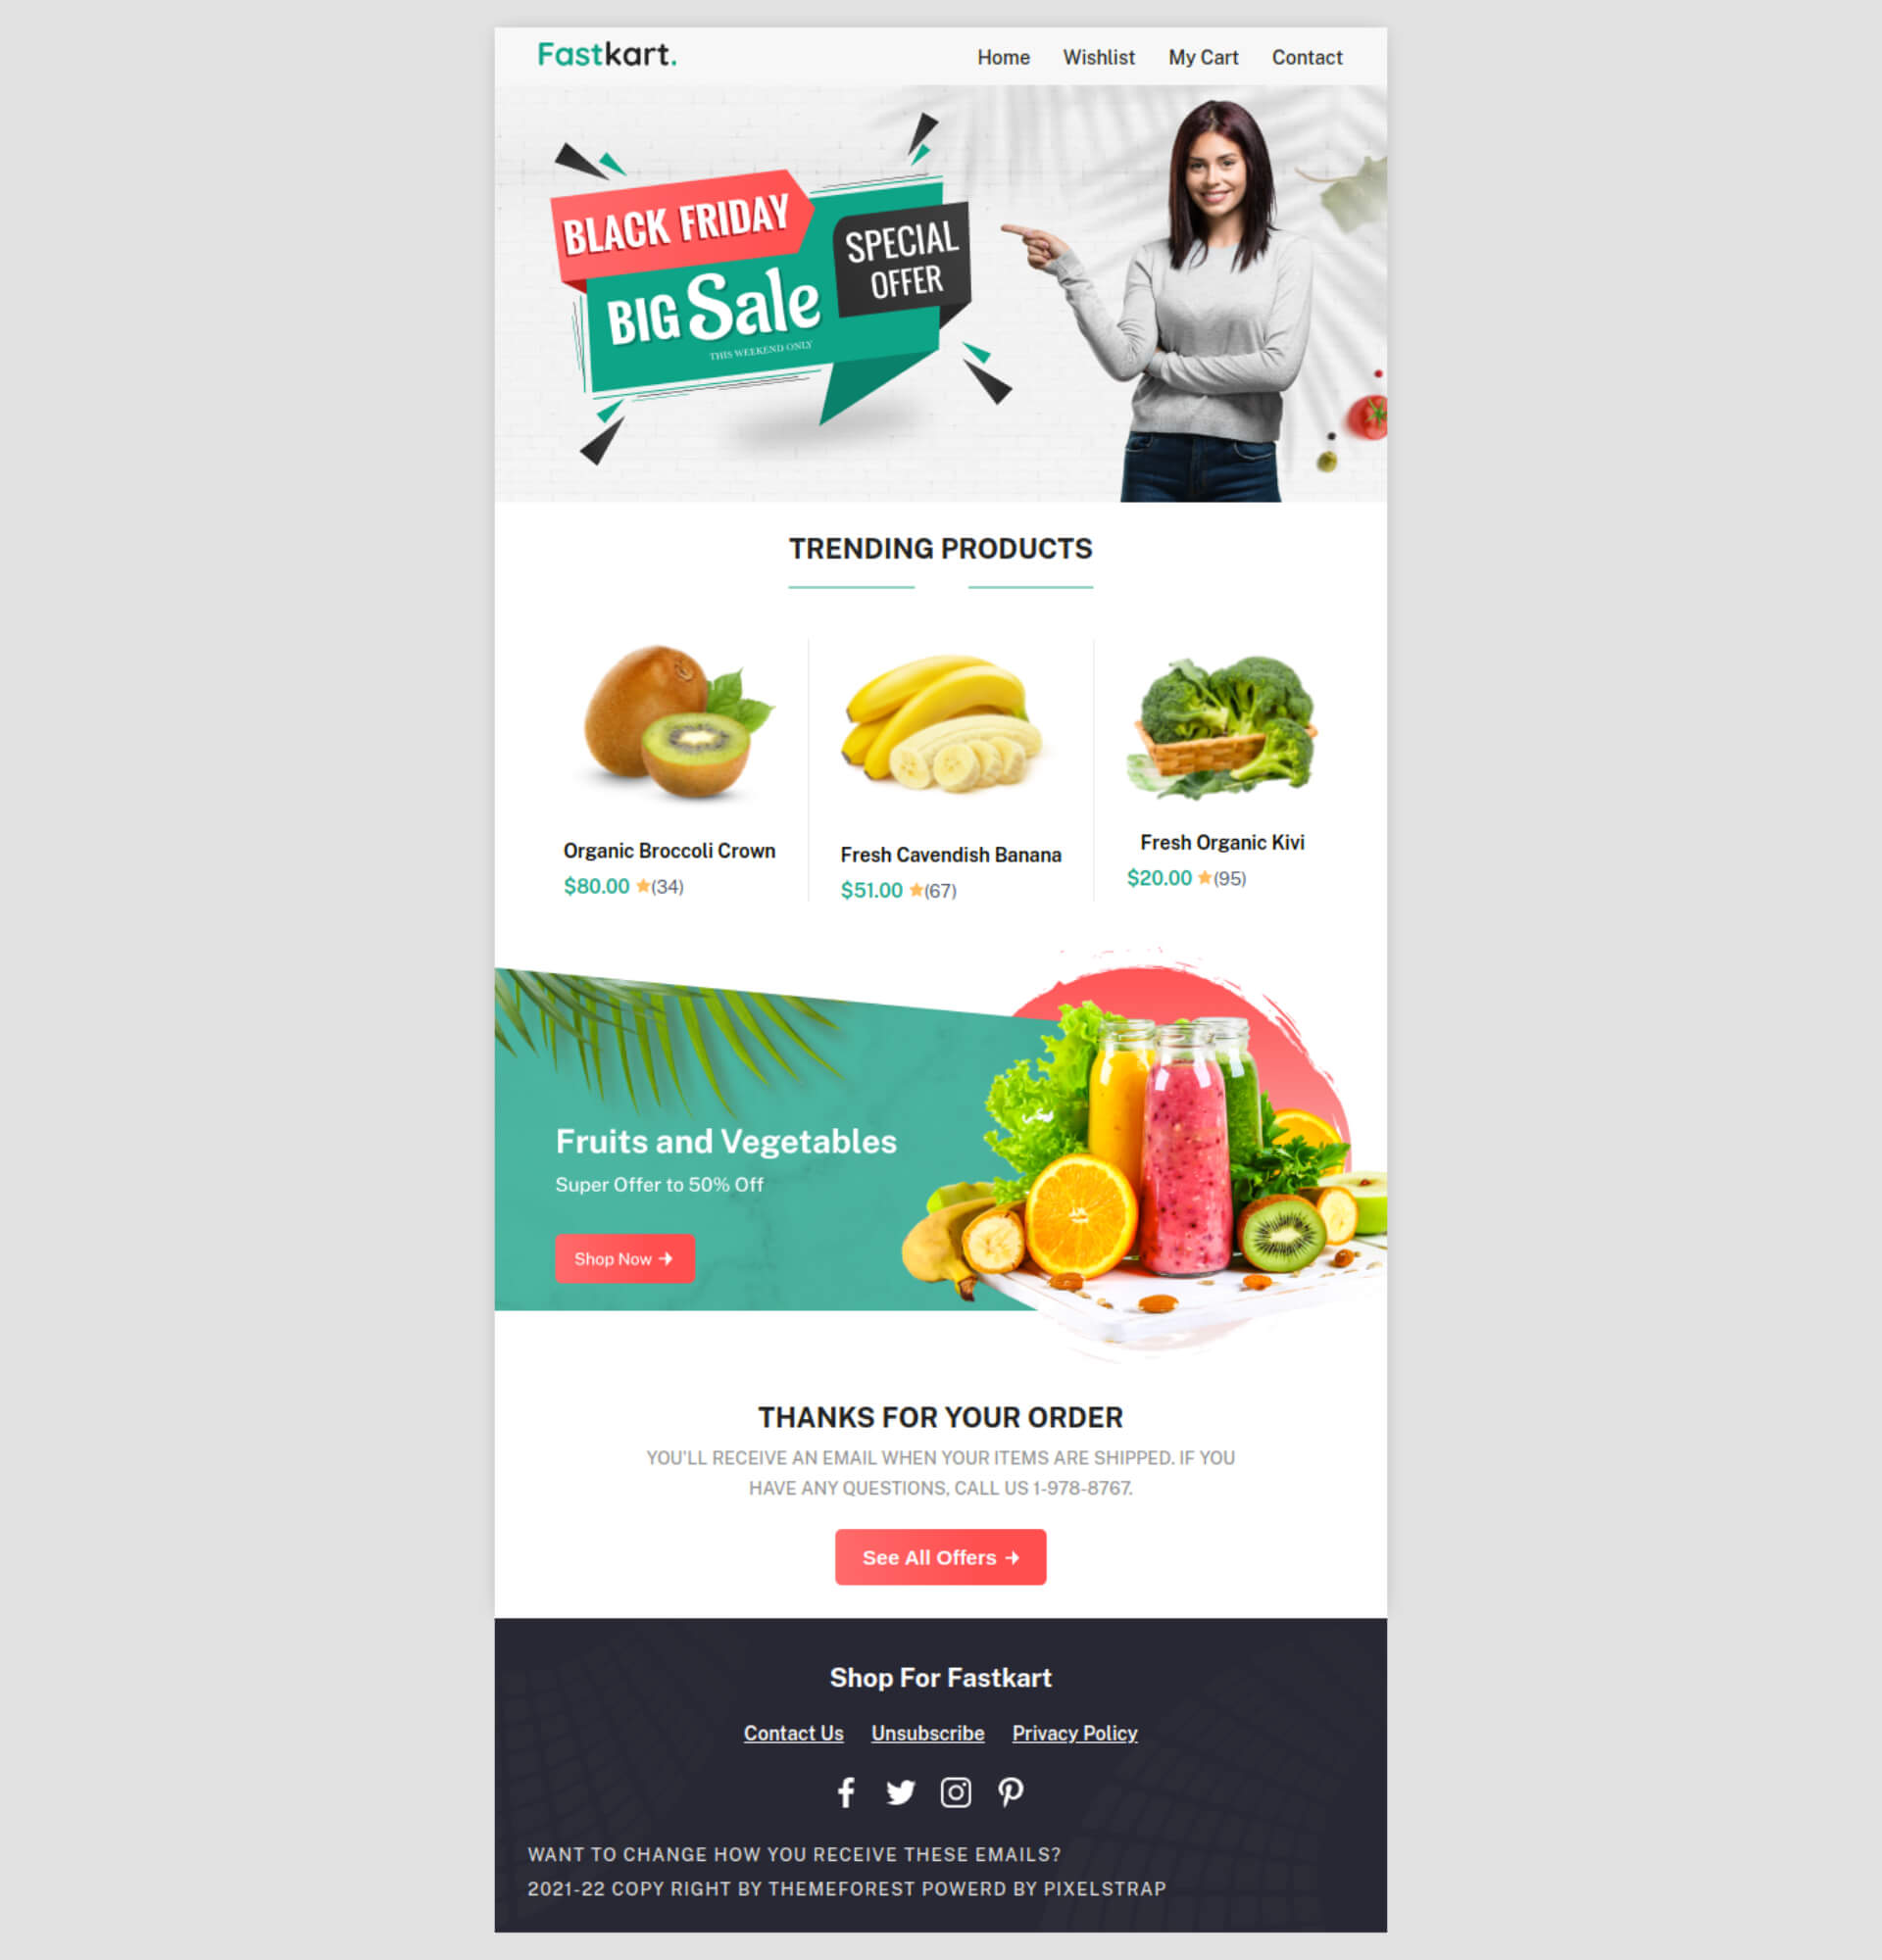 Fastkart.
Home Wishlist My Cart Contact
BLACK FRIDAY
SPECIAL
OFFER
BIG Sale
THIS WEEKEND ONLY
TRENDING PRODUCTS
Organic Broccoli Crown
$80.00 (34)
Fresh Cavendish Banana
$51.00 (67)
Fresh Organic Kivi
$20.00 (95)
Fruits and Vegetables
Super Offer to 50% Off
Shop Now
THANKS FOR YOUR ORDER
YOU'LL RECEIVE AN EMAIL WHEN YOUR ITEMS ARE SHIPPED. IF YOU
HAVE ANY QUESTIONS, CALL US 1-978-8767.
See All Offers
Shop For Fastkart
Contact Us Unsubscribe Privacy Policy
WANT TO CHANGE HOW YOU RECEIVE THESE EMAILS?
2021-22 COPY RIGHT BY THEMEFOREST POWERD BY PIXELSTRAP